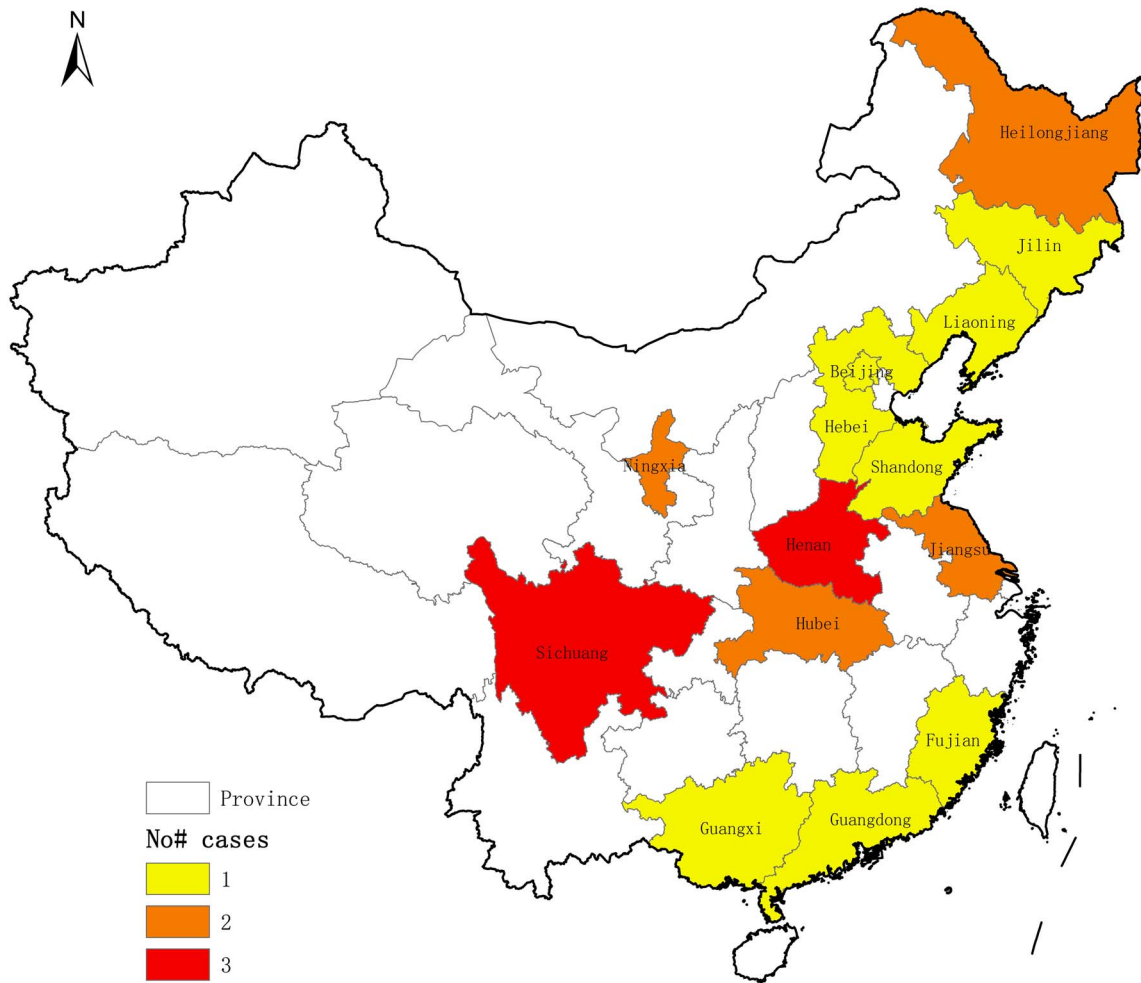 N
Heilongjiang
Jilin
Liaoning
Beijing
Hebei
Ningxia
Shandong
Henan
Jiangsu
Hubei
Sichuang
Fujian
Guangxi
Guangdong
Province
No# cases
1
2
3